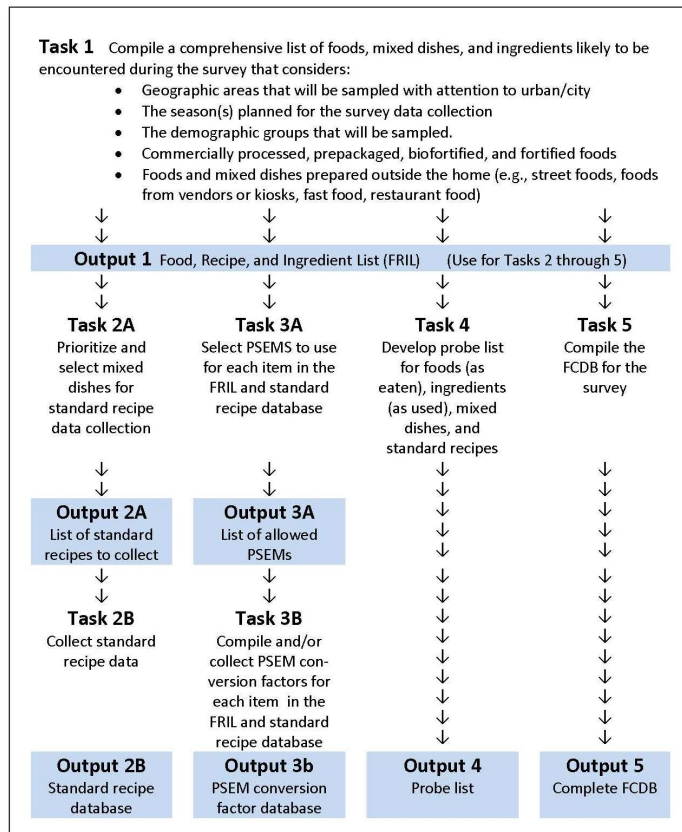 Task 1 Compile a comprehensive list of foods, mixed dishes, and ingredients likely to be
encountered during the survey that considers:
• Geographic areas that will be sampled with attention to urban/city
• The season(s) planned for the survey data collection
• The demographic groups that will be sampled.
• Commercially processed, prepackaged, biofortified, and fortified foods
• Foods and mixed dishes prepared outside the home (e.g., street foods, foods
from vendors or kiosks, fast food, restaurant food)
Output 1 Food, Recipe, and Ingredient List (FRIL) (Use for Tasks 2 through 5)
Task 2A
Prioritize and
select mixed
dishes for
standard recipe
data collection
Output 2A
List of standard
recipes to collect
Task 2B
Collect standard
recipe data
Output 2B
Standard recipe
database
Task 3A
Select PSEMS to use
for each item in the
FRIL and standard
recipe database
Output 3A
List of allowed
PSEMs
Task 3B
Compile and/or
collect PSEM con-
version factors for
each item in the
FRIL and standard
recipe database
Output 3b
PSEM conversion
factor database
Task 4
Develop probe list
for foods (as
eaten), ingredients
(as used), mixed
dishes, and
standard recipes
Output 4
Probe list
Task 5
Compile the
FCDB for the
survey
Output 5
Complete FCDB